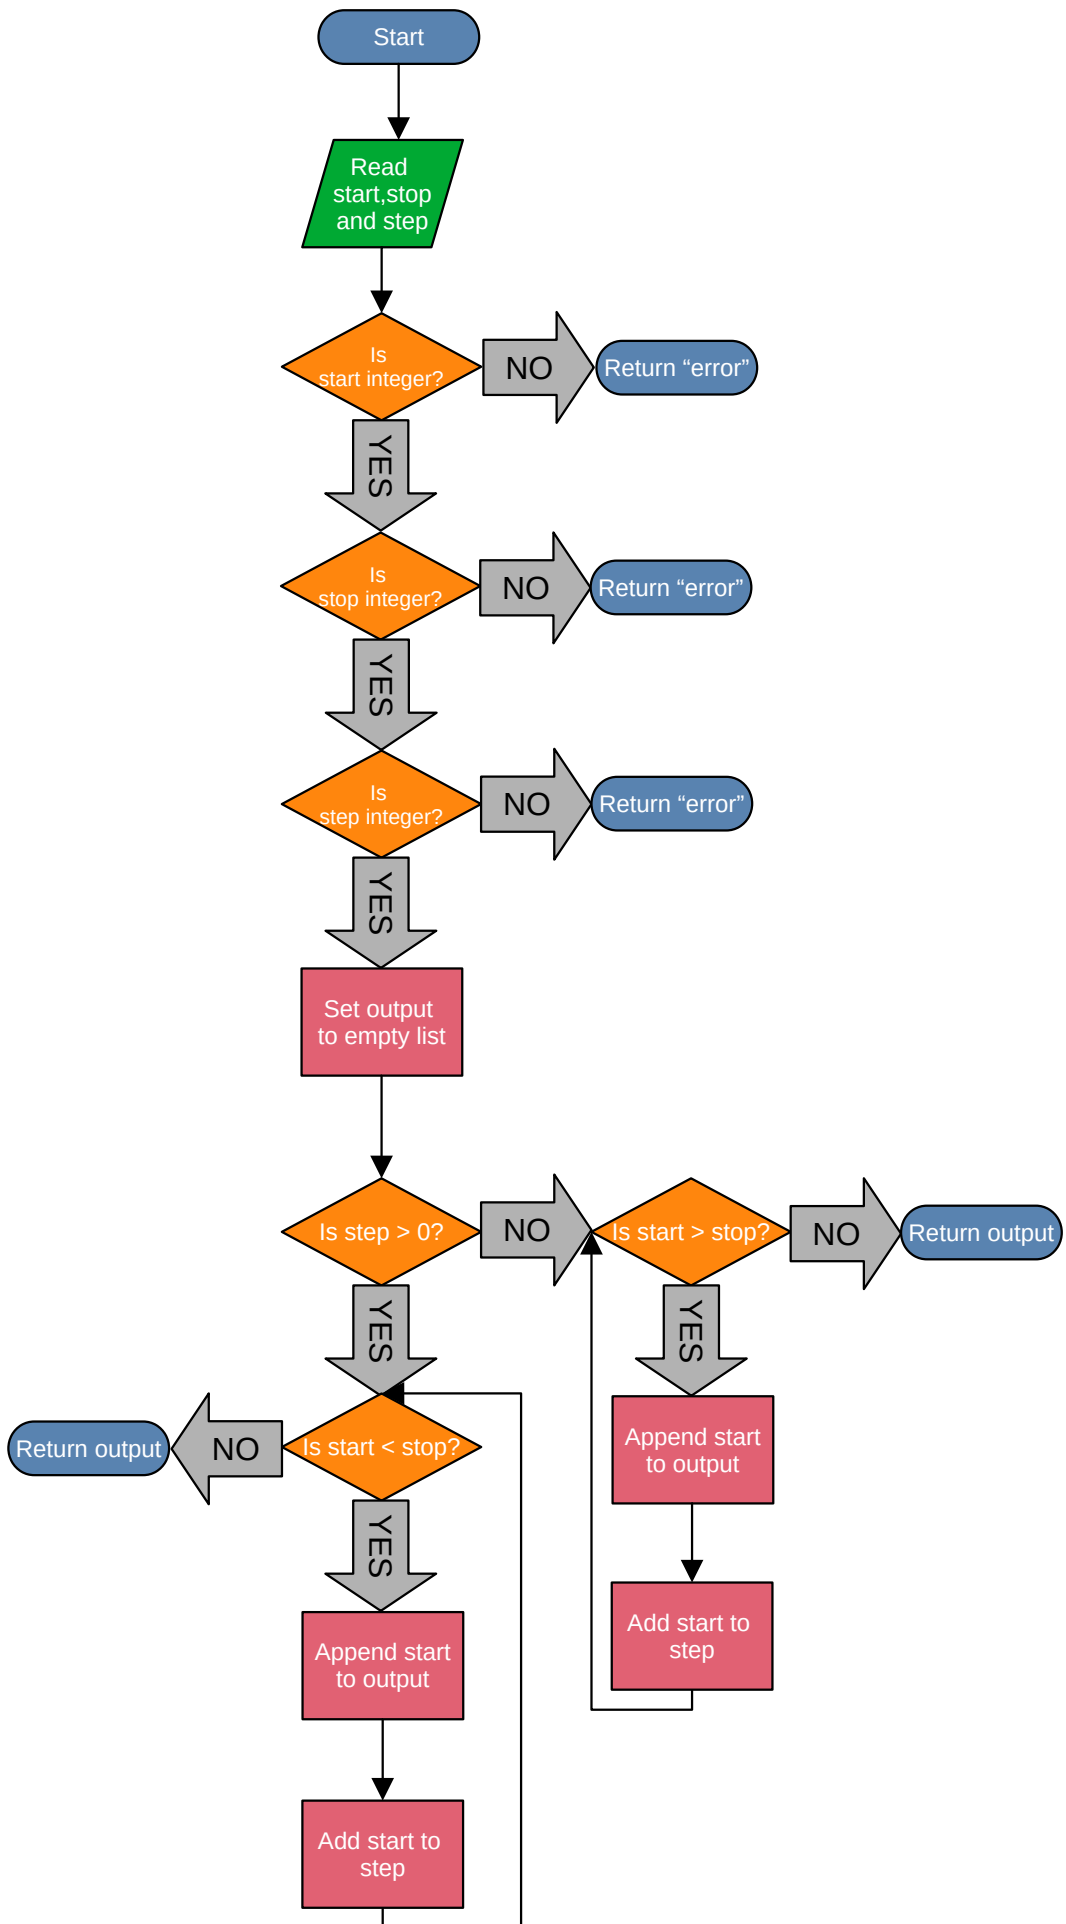 Start
Read
start,stop
and step
Is
start integer?
NO
Return “error”
YES
Is
stop integer?
NO
Return “error”
YES
Is
step integer?
NO
Return “error”
YES
Set output
to empty list
Is step > 0?
NO
Is start > stop?
NO
Return output
YES
YES
Append start
to output
Add start to
step
Is start < stop?
NO
Return output
YES
Append start
to output
Add start to
step